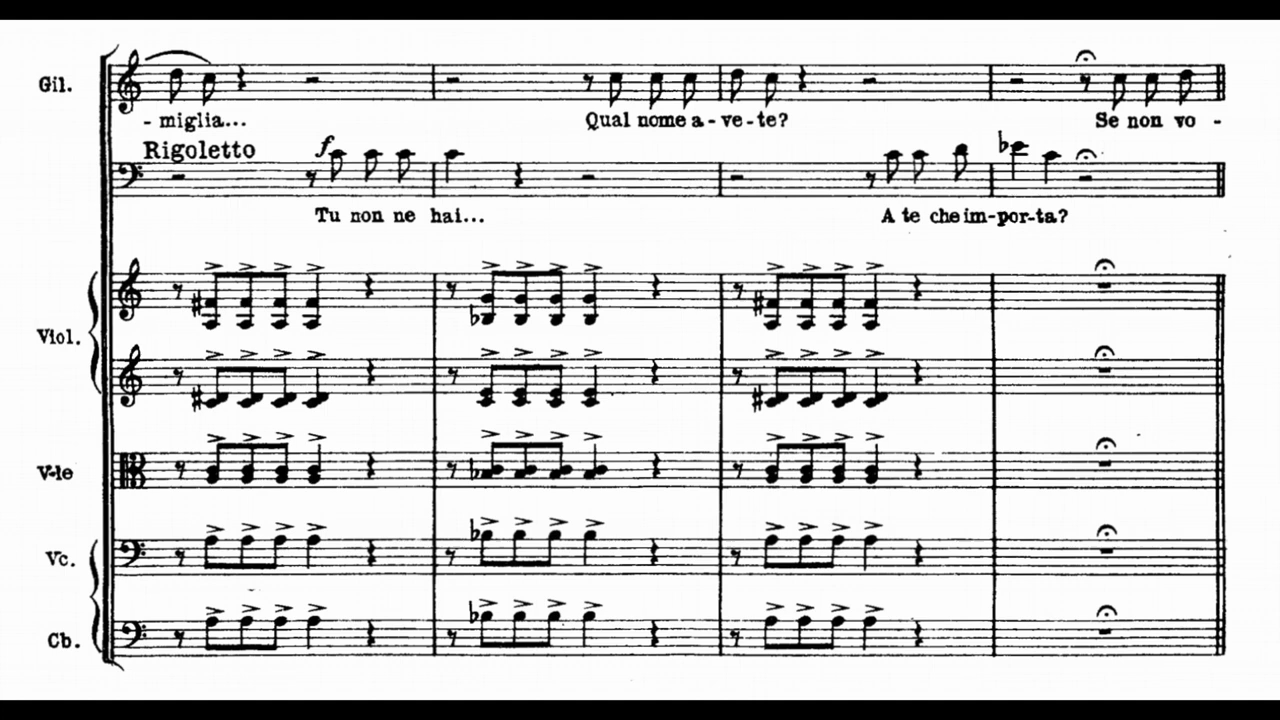 Gil.
- miglia... Qual nome a-ve-te? Se non vo -
Rigoletto f
Tu non ne hai... A te che im-por-ta?
Viol.
V-le
Vc.
Cb.